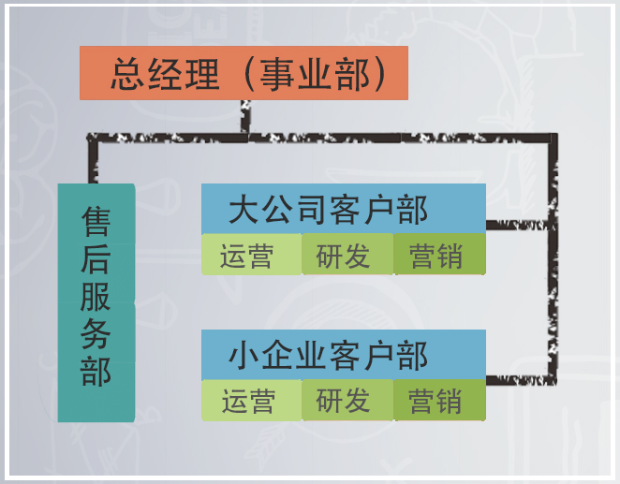 总经理（事业部）
售后服务部
大公司客户部
运营 研发 营销
小企业客户部
运营 研发 营销